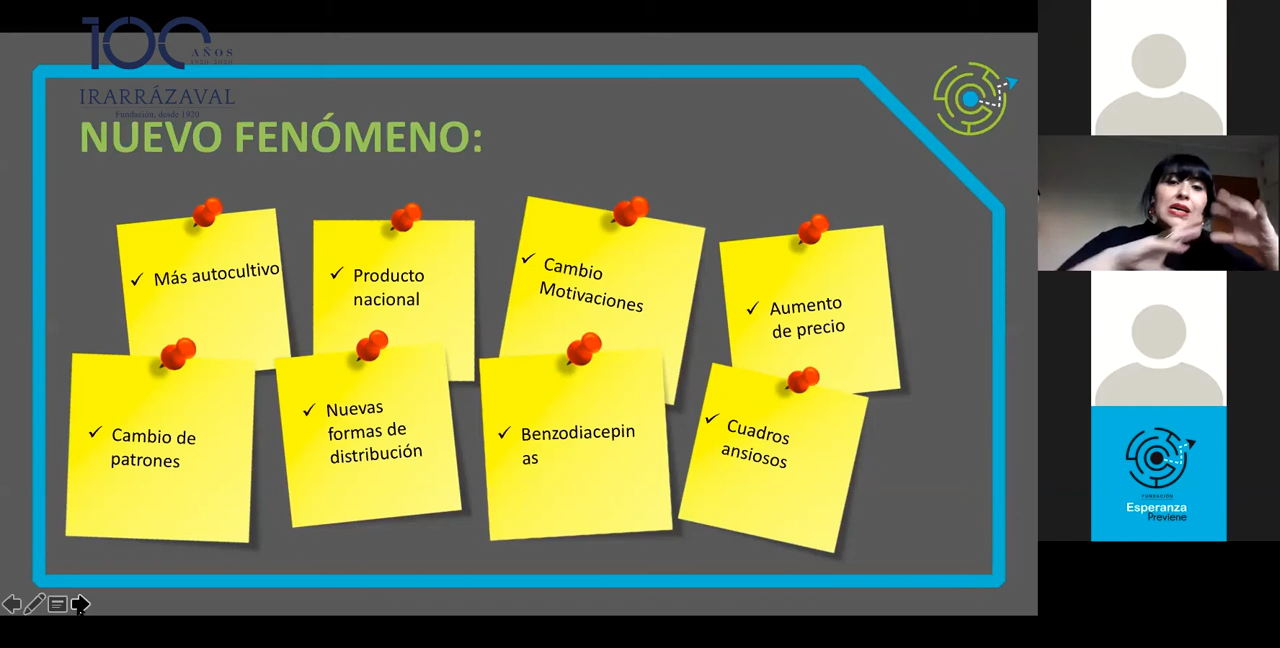 100
AÑOS
1920-2020
IRARRÁZAVAL
Fundación, desde 1920
NUEVO FENÓMENO:
✓ Más autocultivo
✓ Producto
nacional
✓ Cambio
Motivaciones
✓ Aumento
de precio
✓ Cambio de
patrones
✓ Nuevas
formas de
distribución
✓ Benzodiacepin
as
✓ Cuadros
ansiosos
FUNDACIÓN
Esperanza
Previene